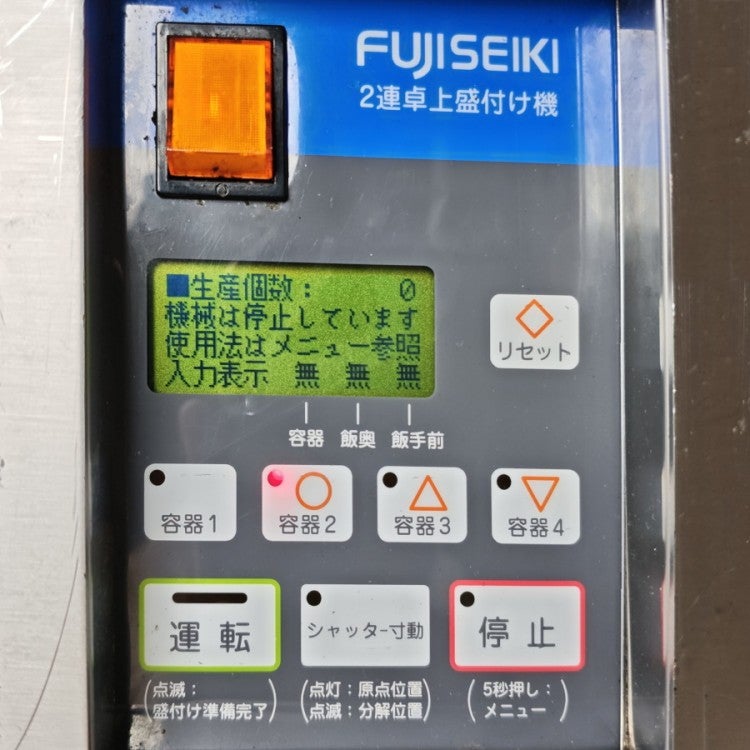 FUJISEIKI
2連卓上盛付け機
■生産個数： 0
機械は停止しています
使用法はメニュー参照
入力表示 無 無 無
容器 飯奥 飯手前
リセット
容器1 容器2 容器3 容器4
運転 シャッター寸動 停止
(点滅： (点灯：原点位置) (5秒押し：
盛付け準備完了) 点滅：分解位置) メニュー)